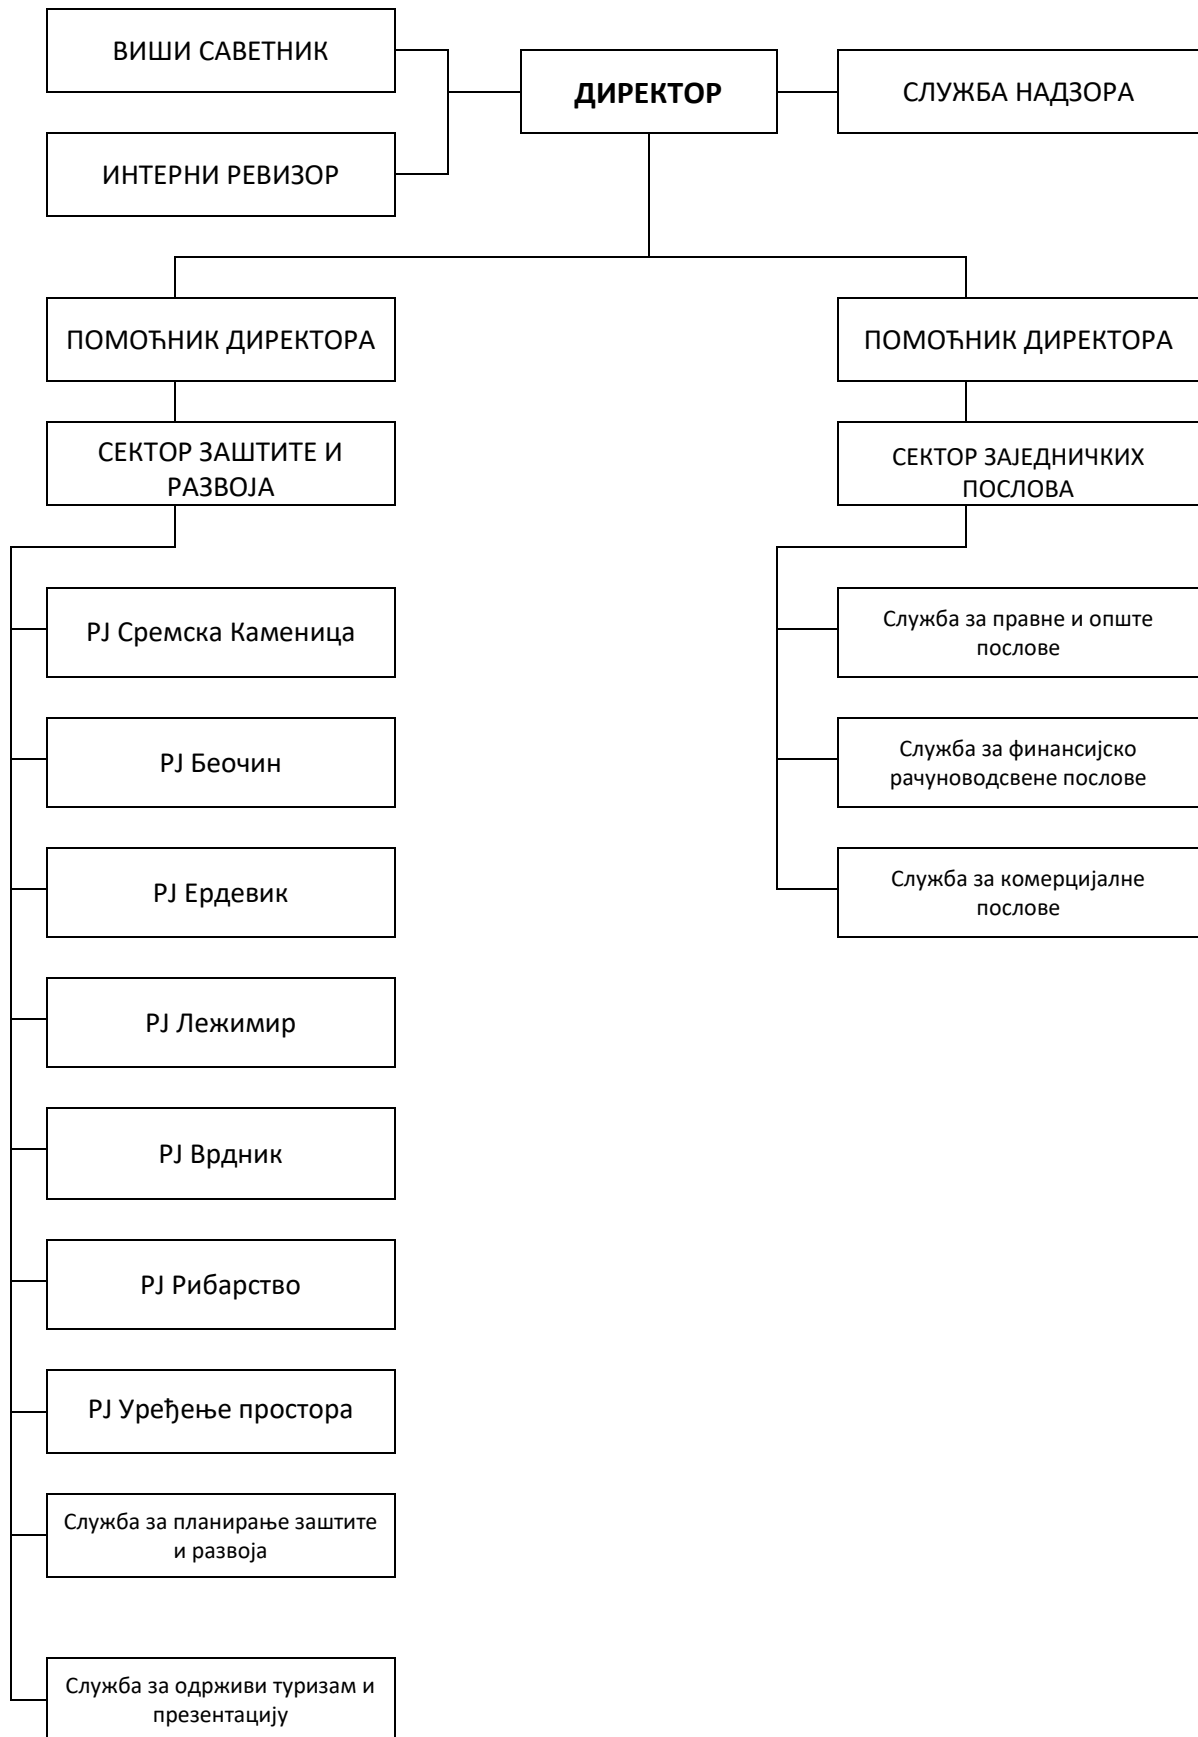 ВИШИ САВЕТНИК
ДИРЕКТОР
СЛУЖБА НАДЗОРА
ИНТЕРНИ РЕВИЗОР
ПОМОЋНИК ДИРЕКТОРА
ПОМОЋНИК ДИРЕКТОРА
СЕКТОР ЗАШТИТЕ И
РАЗВОЈА
СЕКТОР ЗАЈЕДНИЧКИХ
ПОСЛОВА
РЈ Сремска Каменица
Служба за правне и опште
послове
РЈ Беочин
Служба за финансијско
рачуноводсвене послове
РЈ Ердевик
Служба за комерцијалне
послове
РЈ Лежимир
РЈ Врдник
РЈ Рибарство
РЈ Уређење простора
Служба за планирање заштите
и развоја
Служба за одрживи туризам и
презентацију